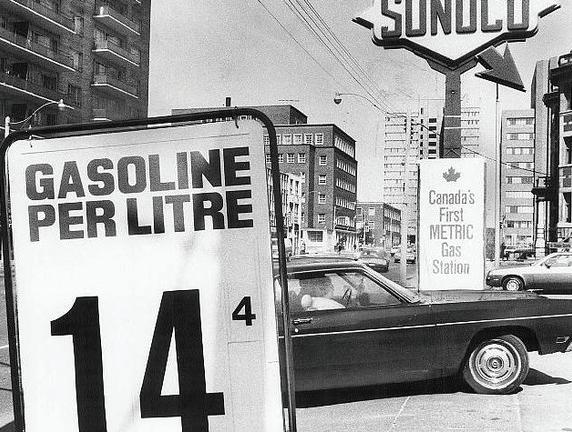 SUNOCO
GASOLINE
PER LITRE
14 4
Canada's
First
METRIC
Gas
Station